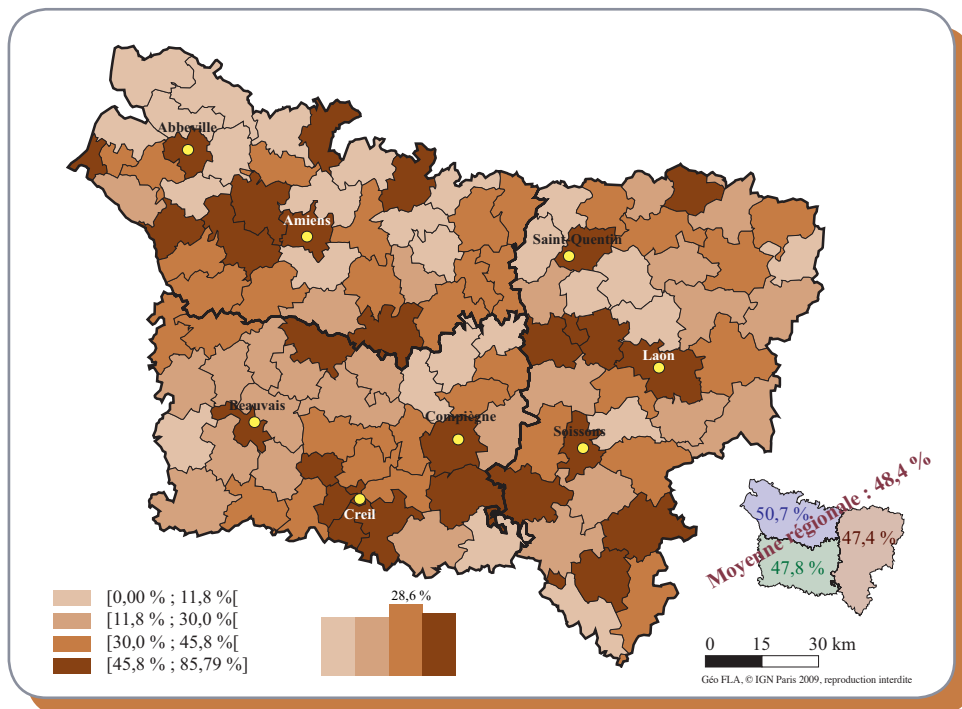 Abbeville
Amiens
Saint-Quentin
Laon
Beauvais
Compiègne
Soissons
Creil
Moyenne régionale : 48,4 %
50,7 %
47,4 %
47,8 %
28,6 %
[0,00 % ; 11,8 %[
[11,8 % ; 30,0 %[
[30,0 % ; 45,8 %[
[45,8 % ; 85,79 %]
0 15 30 km
Géo FLA, © IGN Paris 2009, reproduction interdite